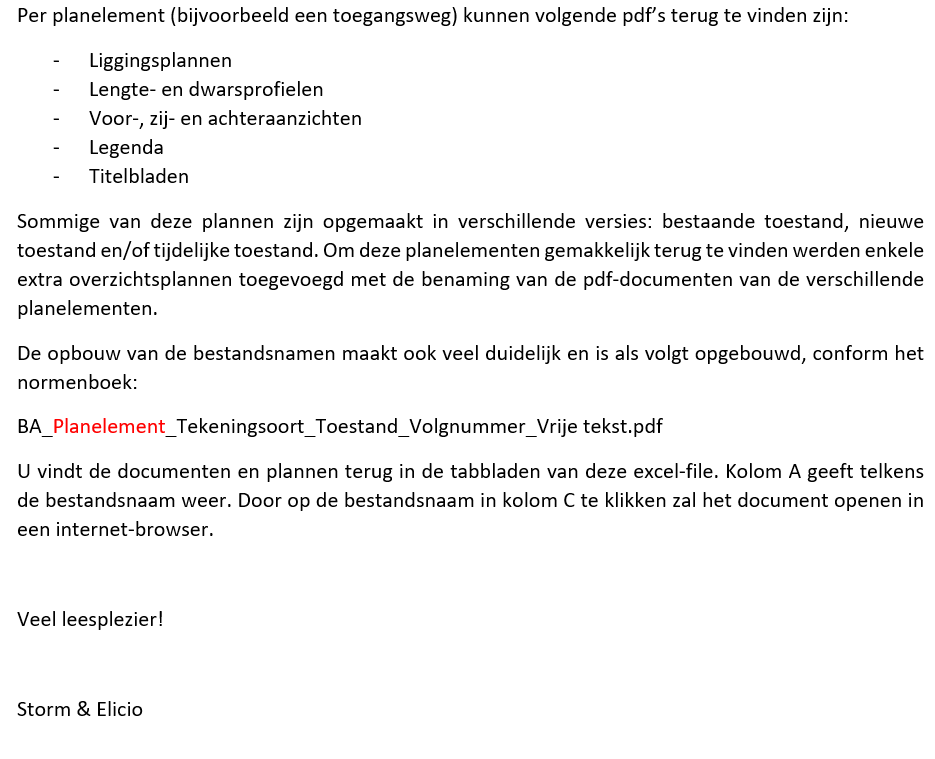 Per planelement (bijvoorbeeld een toegangsweg) kunnen volgende pdf’s terug te vinden zijn:
- Liggingsplannen
- Lengte- en dwarsprofielen
- Voor-, zij- en achteraanzichten
- Legenda
- Titelbladen
Sommige van deze plannen zijn opgemaakt in verschillende versies: bestaande toestand, nieuwe
toestand en/of tijdelijke toestand. Om deze planelementen gemakkelijk terug te vinden werden enkele
extra overzichtsplannen toegevoegd met de benaming van de pdf-documenten van de verschillende
planelementen.
De opbouw van de bestandsnamen maakt ook veel duidelijk en is als volgt opgebouwd, conform het
normenboek:
BA_Planelement_Tekeningsoort_Toestand_Volgnummer_Vrije tekst.pdf
U vindt de documenten en plannen terug in de tabbladen van deze excel-file. Kolom A geeft telkens
de bestandsnaam weer. Door op de bestandsnaam in kolom C te klikken zal het document openen in
een internet-browser.
Veel leesplezier!
Storm & Elicio